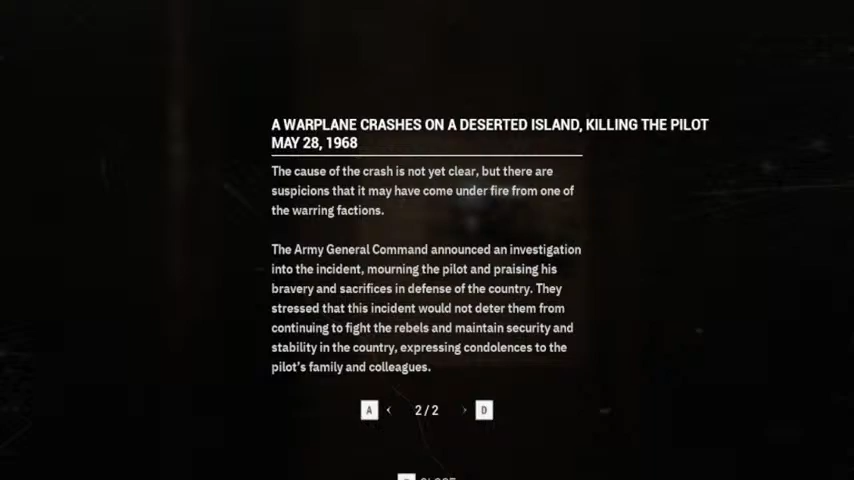 A WARPLANE CRASHES ON A DESERTED ISLAND, KILLING THE PILOT
MAY 28, 1968
The cause of the crash is not yet clear, but there are
suspicions that it may have come under fire from one of
the warring factions.
The Army General Command announced an investigation
into the incident, mourning the pilot and praising his
bravery and sacrifices in defense of the country. They
stressed that this incident would not deter them from
continuing to fight the rebels and maintain security and
stability in the country, expressing condolences to the
pilot's family and colleagues.
A ‹ 2/2 › D